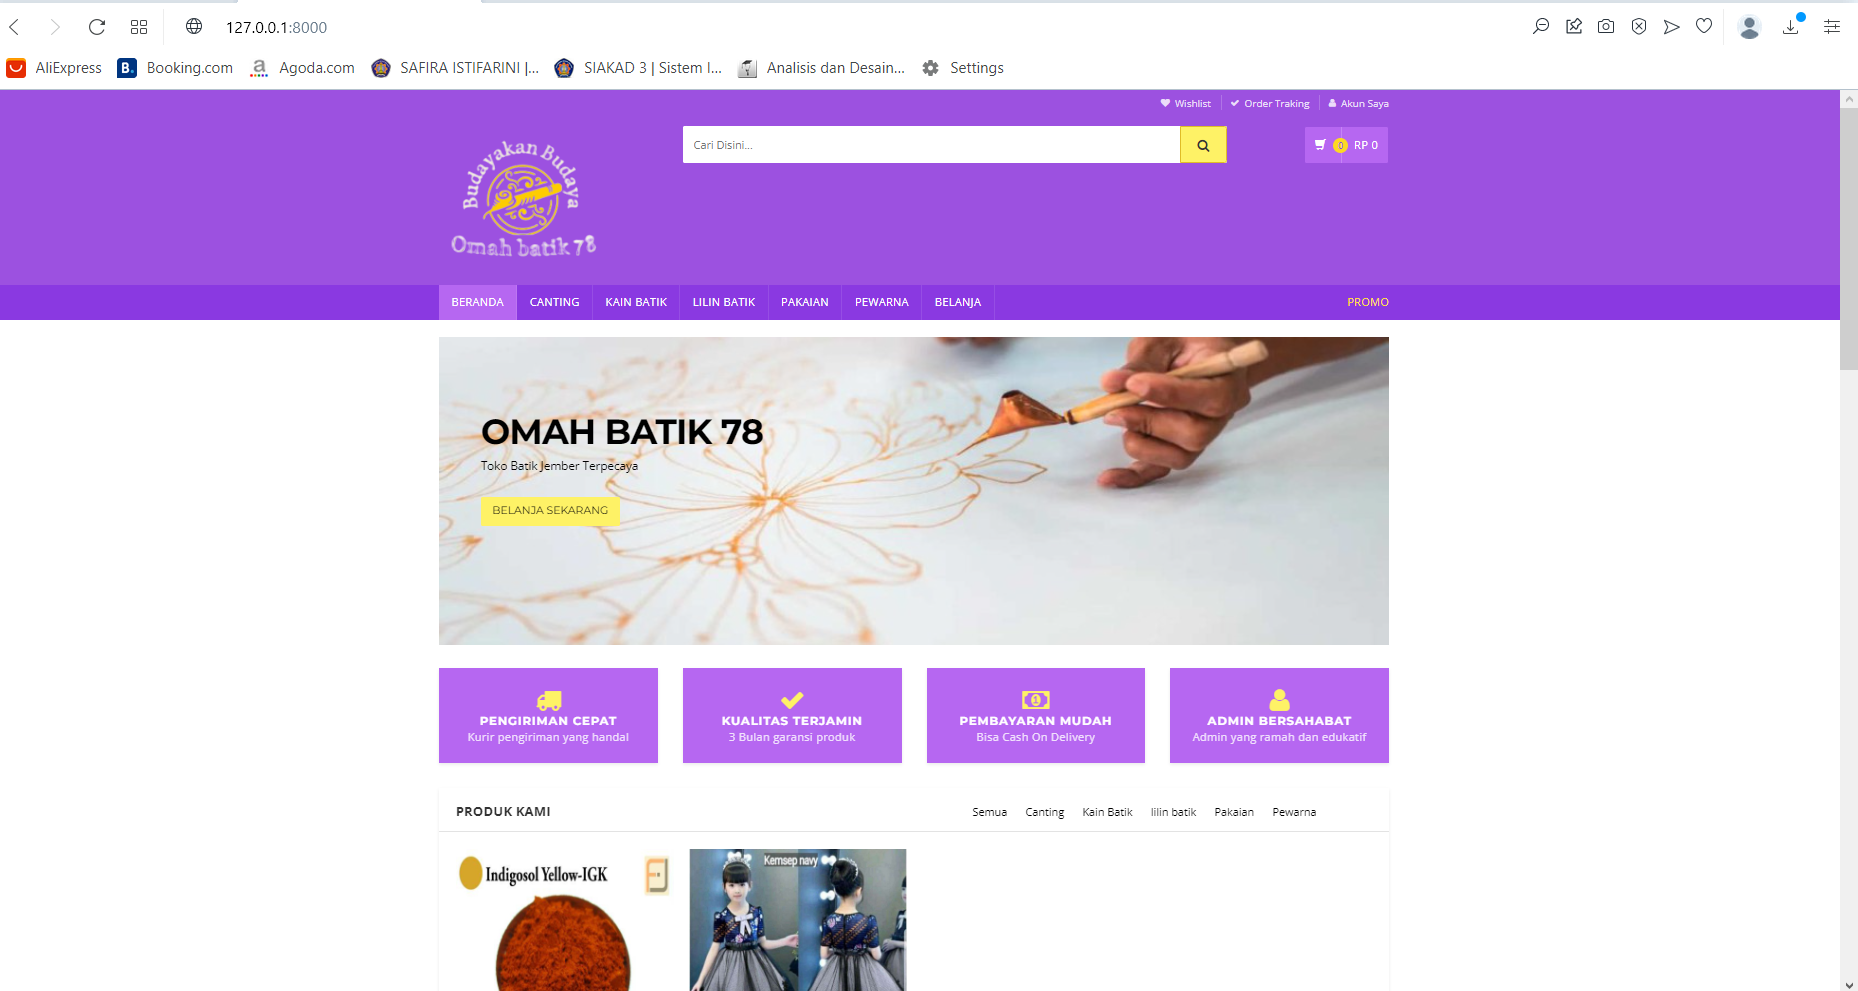 127.0.0.1:8000
AliExpress
Booking.com
Agoda.com
SAFIRA ISTIFARINI |...
SIAKAD 3 | Sistem I...
Analisis dan Desain...
Settings
Wishlist
Order Traking
Akun Saya
Budayakan Budaya
Omah batik 78
Cari Disini...
0
RP 0
BERANDA
CANTING
KAIN BATIK
LILIN BATIK
PAKAIAN
PEWARNA
BELANJA
PROMO
OMAH BATIK 78
Toko Batik Jember Terpecaya
BELANJA SEKARANG
PENGIRIMAN CEPAT
Kurir pengiriman yang handal
KUALITAS TERJAMIN
3 Bulan garansi produk
PEMBAYARAN MUDAH
Bisa Cash On Delivery
ADMIN BERSAHABAT
Admin yang ramah dan edukatif
PRODUK KAMI
Semua
Canting
Kain Batik
lilin batik
Pakaian
Pewarna
Indigosol Yellow-IGK
Kemsep navy